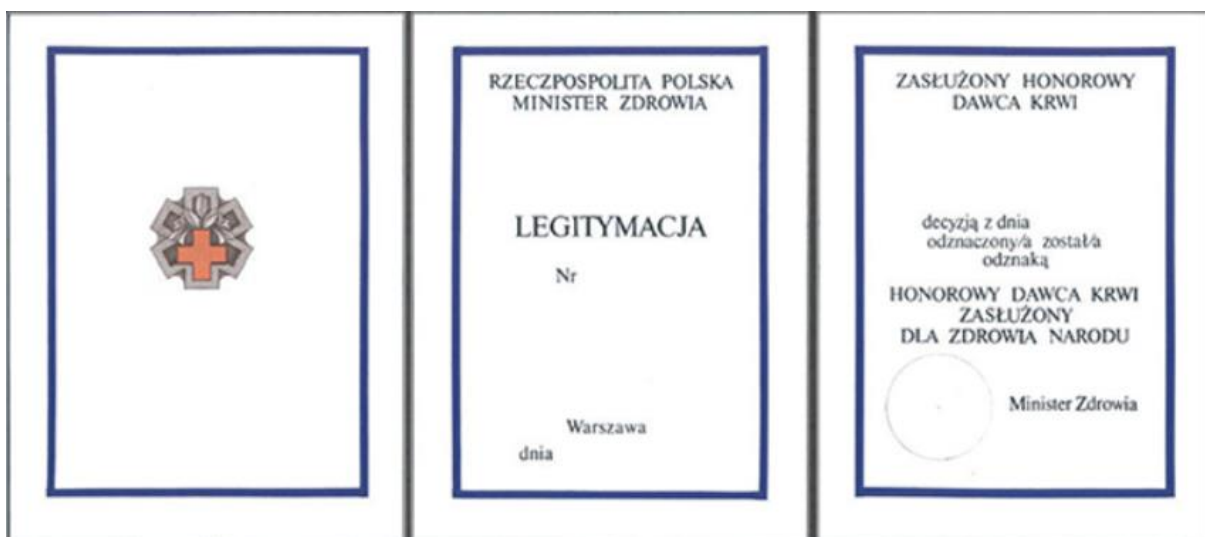 RZECZPOSPOLITA POLSKA
MINISTER ZDROWIA
LEGITYMACJA
Nr
Warszawa
dnia
ZASŁUŻONY HONOROWY
DAWCA KRWI
decyzją z dnia
odznaczony/a został/a
odznaką
HONOROWY DAWCA KRWI
ZASŁUŻONY
DLA ZDROWIA NARODU
Minister Zdrowia